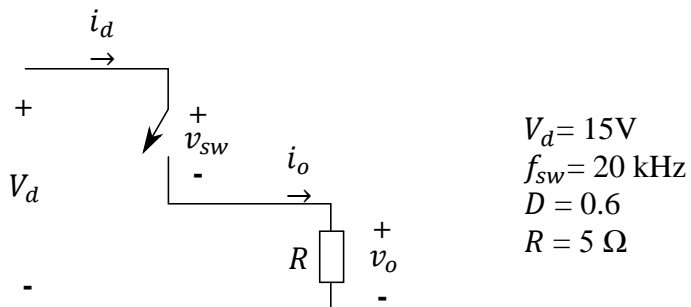 i_d
+
V_d
-
+
v_sw
-
i_o
R
+
v_o
-
V_d= 15V
f_sw= 20 kHz
D = 0.6
R = 5 Ω